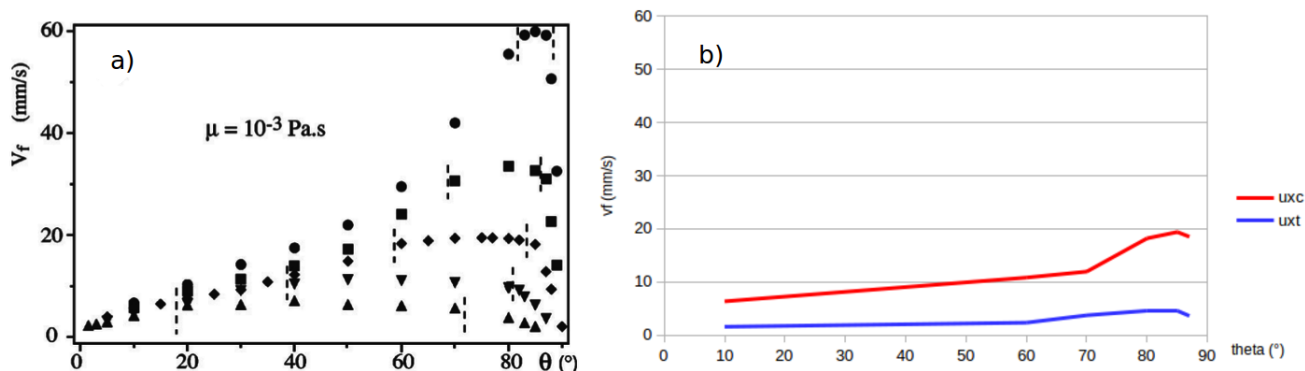 a)
60
40
20
0
V_f (mm/s)
μ = 10⁻³ Pa.s
0 20 40 60 80 θ (°)
b)
60
50
40
30
20
10
0
vf (mm/s)
0 10 20 30 40 50 60 70 80 90
theta (°)
uxc
uxt